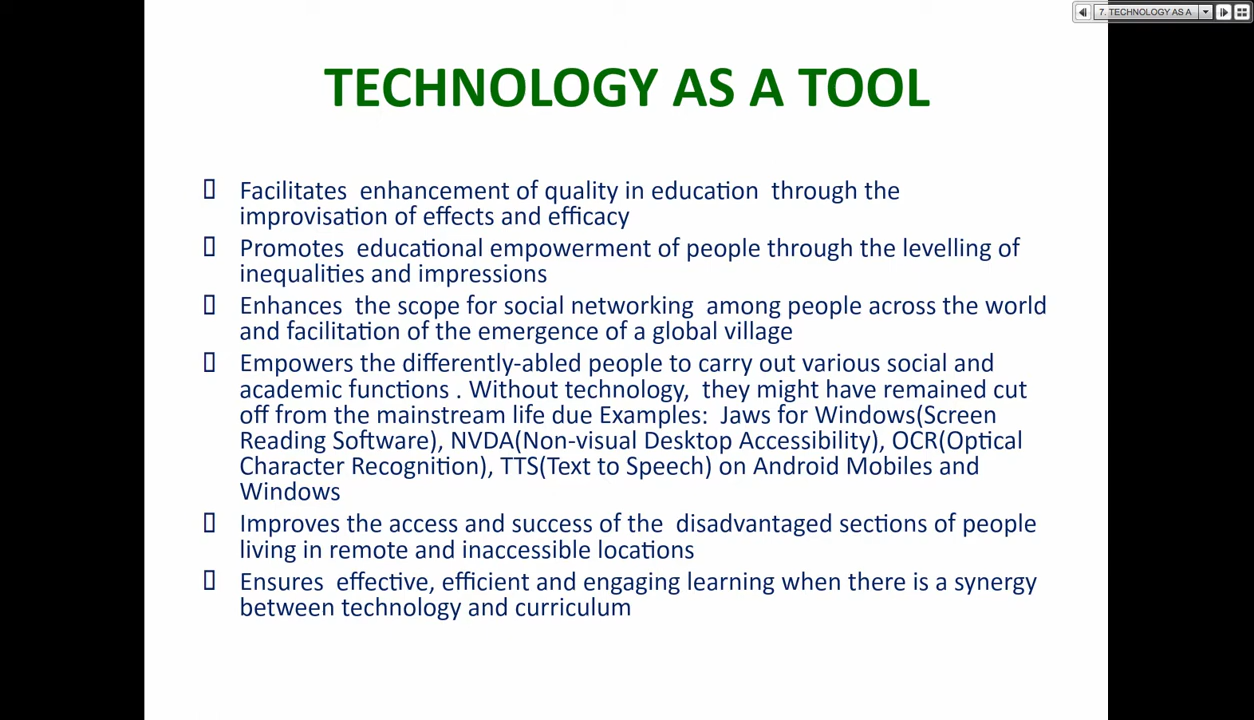 7. TECHNOLOGY AS A
TECHNOLOGY AS A TOOL
Facilitates enhancement of quality in education through the
improvisation of effects and efficacy
Promotes educational empowerment of people through the levelling of
inequalities and impressions
Enhances the scope for social networking among people across the world
and facilitation of the emergence of a global village
Empowers the differently-abled people to carry out various social and
academic functions . Without technology, they might have remained cut
off from the mainstream life due Examples: Jaws for Windows(Screen
Reading Software), NVDA(Non-visual Desktop Accessibility), OCR(Optical
Character Recognition), TTS(Text to Speech) on Android Mobiles and
Windows
Improves the access and success of the disadvantaged sections of people
living in remote and inaccessible locations
Ensures effective, efficient and engaging learning when there is a synergy
between technology and curriculum